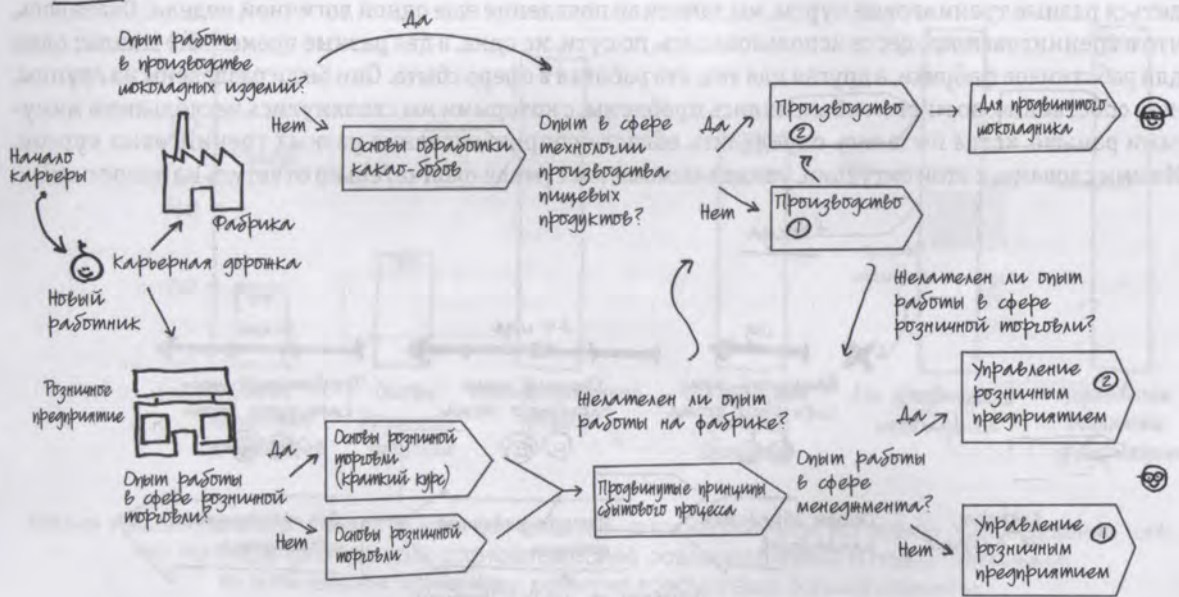 Да
Опыт работы
в производстве
шоколадных изделий?
Нет
Основы обработки
какао-бобов
Опыт в сфере
технологии
производства
пищевых
продуктов?
Да
Производство
2
Нет
Производство
1
Для продвинутого
шоколадника
Начало
карьеры
Фабрика
Карьерная дорожка
Новый
работник
Желателен ли опыт
работы в сфере
розничной торговли?
Розничное
предприятие
Желателен ли опыт
работы на фабрике?
Опыт работы
в сфере розничной
торговли?
Да
Основы розничной
торговли
(краткий курс)
Нет
Основы розничной
торговли
Продвинутые принципы
сбытового процесса
Опыт работы
в сфере
менеджмента?
Да
Управление
розничным
предприятием
2
Нет
Управление
розничным
предприятием
1